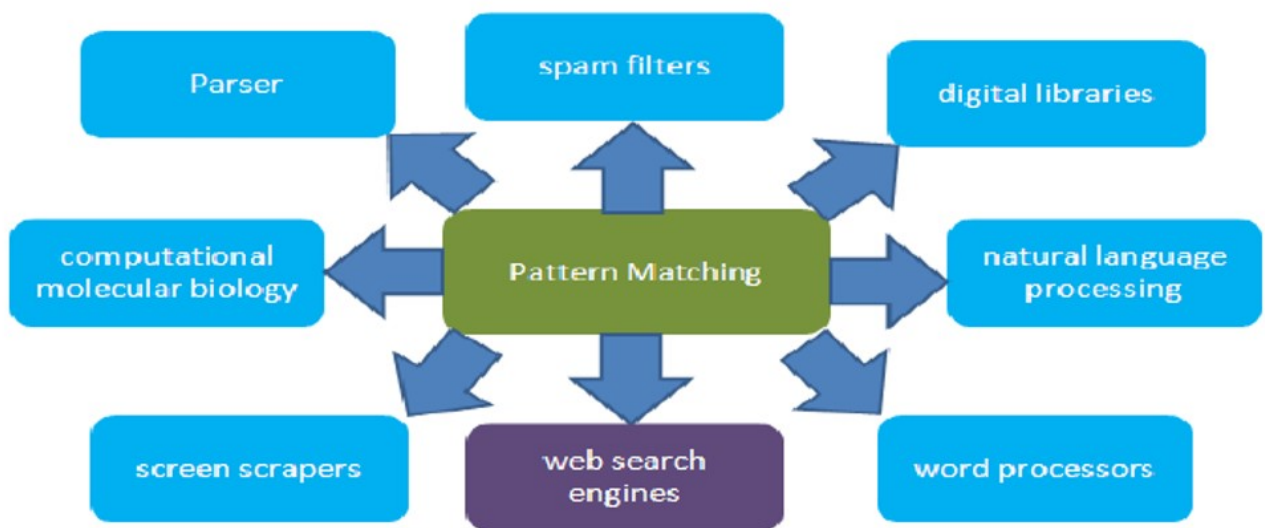 Parser
spam filters
digital libraries
computational
molecular biology
Pattern Matching
natural language
processing
screen scrapers
web search
engines
word processors